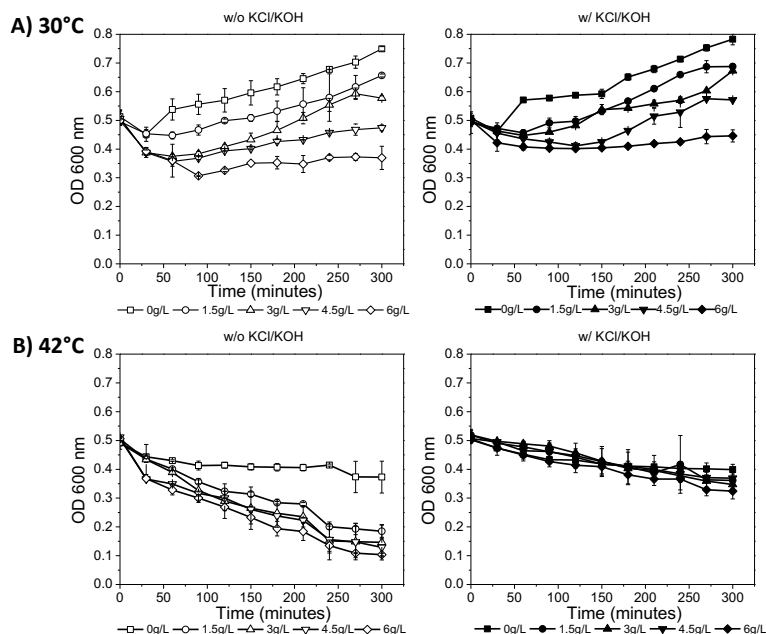 A) 30°C
w/o KCl/KOH
w/ KCl/KOH
0.8
0.7
0.6
0.5
0.4
0.3
0.2
0.1
0.0
OD 600 nm
0 50 100 150 200 250 300
Time (minutes)
0g/L 1.5g/L 3g/L 4.5g/L 6g/L
0.8
0.7
0.6
0.5
0.4
0.3
0.2
0.1
0.0
OD 600 nm
0 50 100 150 200 250 300
Time (minutes)
0g/L 1.5g/L 3g/L 4.5g/L 6g/L
B) 42°C
w/o KCl/KOH
w/ KCl/KOH
0.8
0.7
0.6
0.5
0.4
0.3
0.2
0.1
0.0
OD 600 nm
0 50 100 150 200 250 300
Time (minutes)
0g/L 1.5g/L 3g/L 4.5g/L 6g/L
0.8
0.7
0.6
0.5
0.4
0.3
0.2
0.1
0.0
OD 600 nm
0 50 100 150 200 250 300
Time (minutes)
0g/L 1.5g/L 3g/L 4.5g/L 6g/L